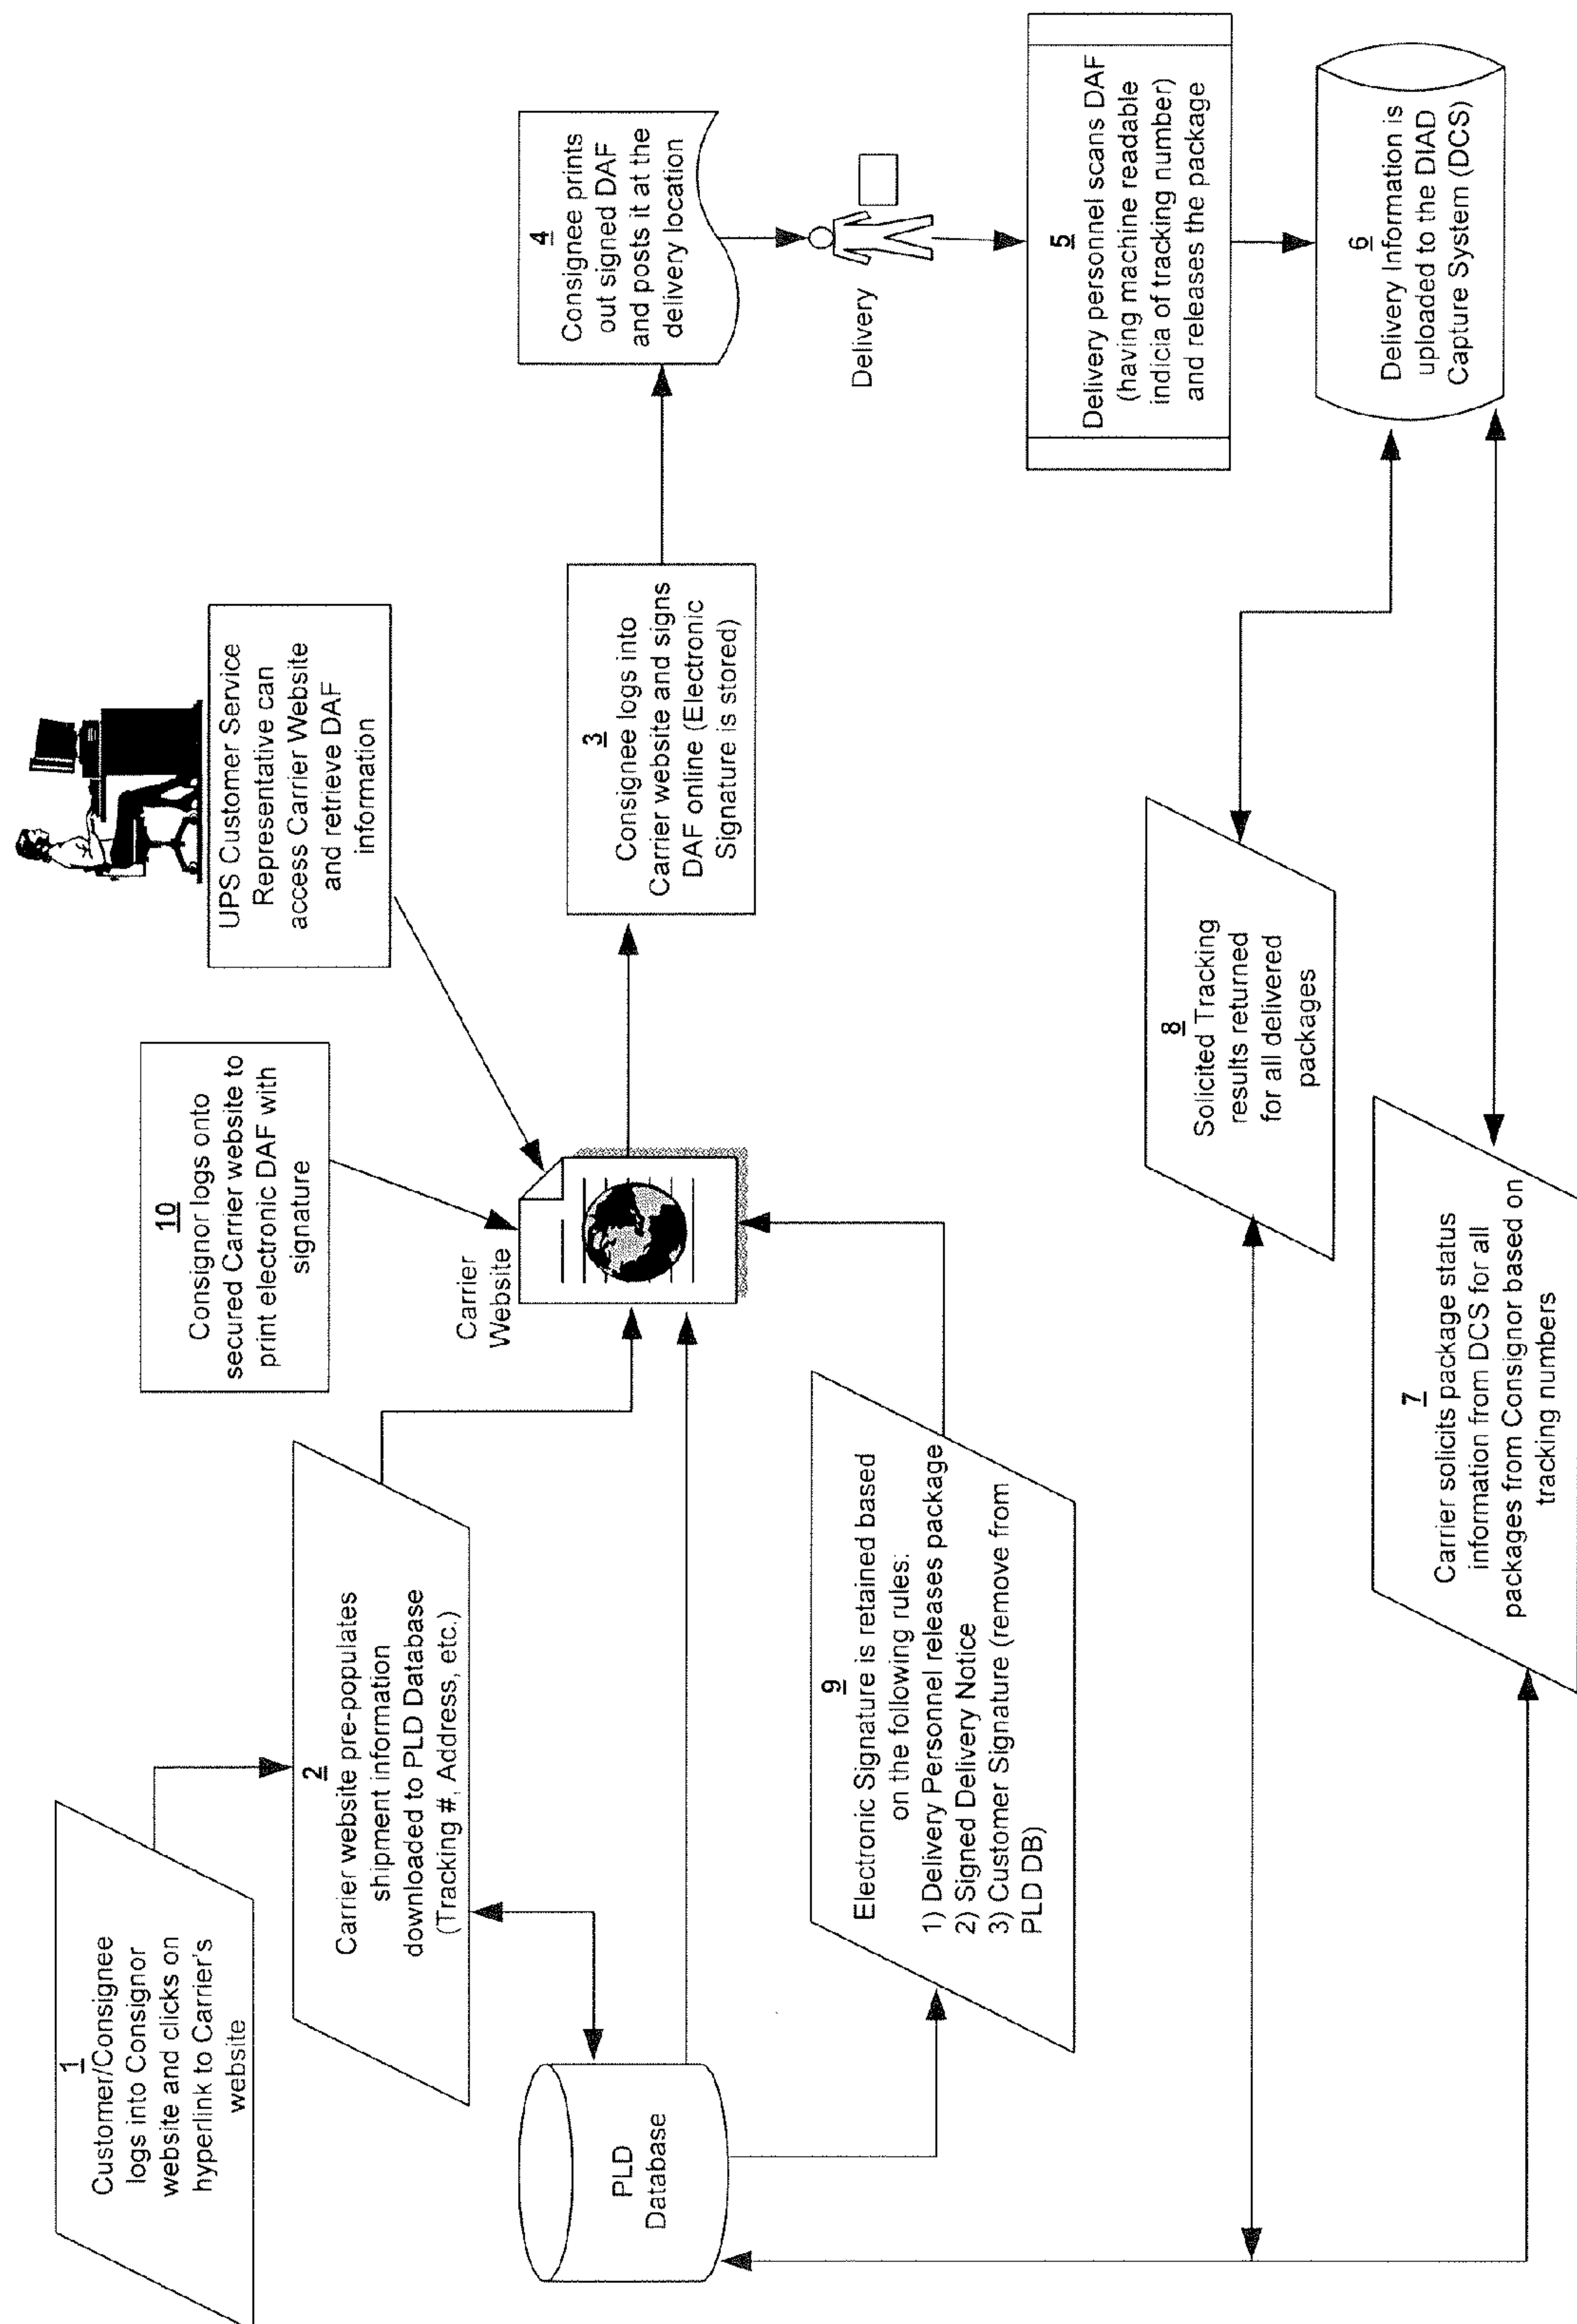 1
Customer/Consignee
logs into Consignor
website and clicks on
hyperlink to Carrier's
website
2
Carrier website pre-populates
shipment information
downloaded to PLD Database
(Tracking #, Address, etc.)
PLD
Database
10
Consignor logs onto
secured Carrier website to
print electronic DAF with
signature
Carrier
Website
UPS Customer Service
Representative can
access Carrier Website
and retrieve DAF
information
3
Consignee logs into
Carrier website and signs
DAF online (Electronic
Signature is stored)
4
Consignee prints
out signed DAF
and posts it at the
delivery location
Delivery
5
Delivery personnel scans DAF
(having machine readable
indicia of tracking number)
and releases the package
6
Delivery Information is
uploaded to the DIAD
Capture System (DCS)
9
Electronic Signature is retained based
on the following rules:
1) Delivery Personnel releases package
2) Signed Delivery Notice
3) Customer Signature (remove from
PLD DB)
8
Solicited Tracking
results returned
for all delivered
packages
7
Carrier solicits package status
information from DCS for all
packages from Consignor based on
tracking numbers